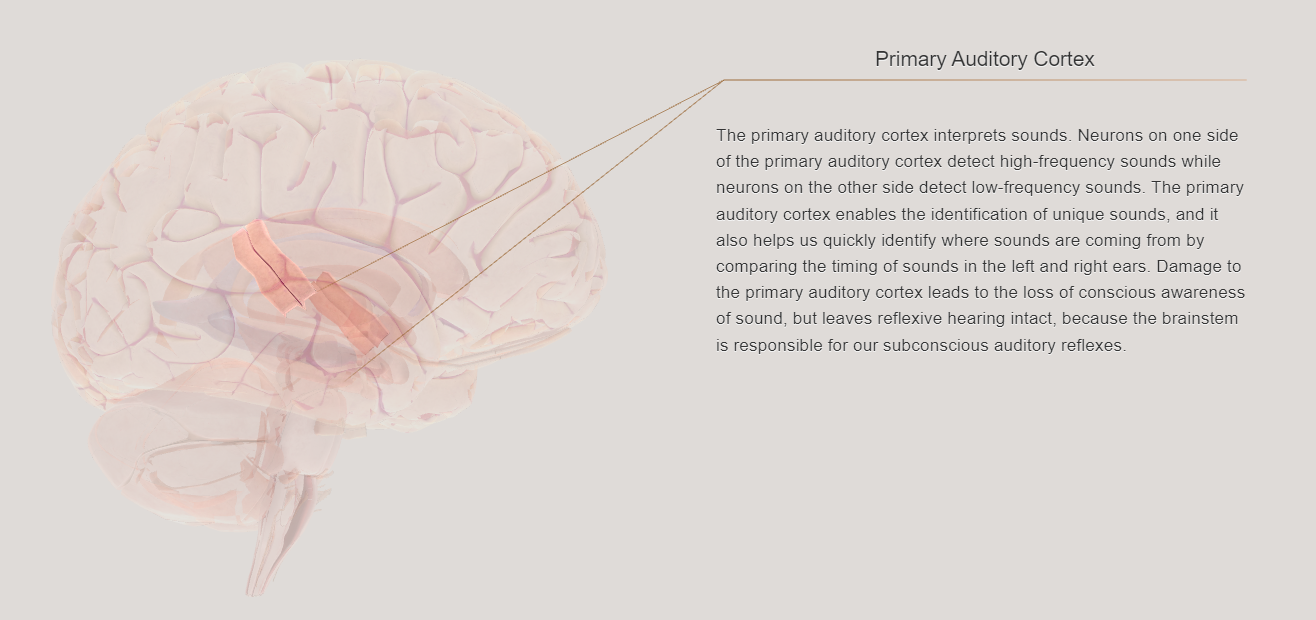 Primary Auditory Cortex
The primary auditory cortex interprets sounds. Neurons on one side
of the primary auditory cortex detect high-frequency sounds while
neurons on the other side detect low-frequency sounds. The primary
auditory cortex enables the identification of unique sounds, and it
also helps us quickly identify where sounds are coming from by
comparing the timing of sounds in the left and right ears. Damage to
the primary auditory cortex leads to the loss of conscious awareness
of sound, but leaves reflexive hearing intact, because the brainstem
is responsible for our subconscious auditory reflexes.